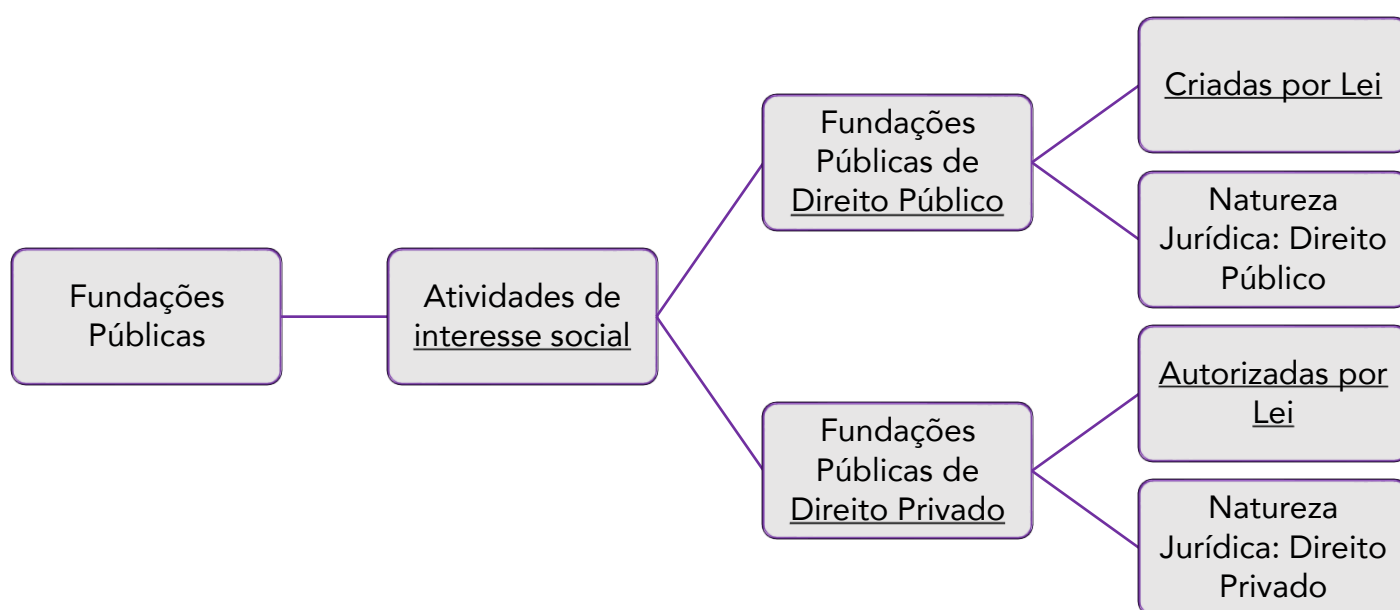 Fundações
Públicas
Atividades de
interesse social
Fundações
Públicas de
Direito Público
Criadas por Lei
Natureza
Jurídica: Direito
Público
Fundações
Públicas de
Direito Privado
Autorizadas por
Lei
Natureza
Jurídica: Direito
Privado